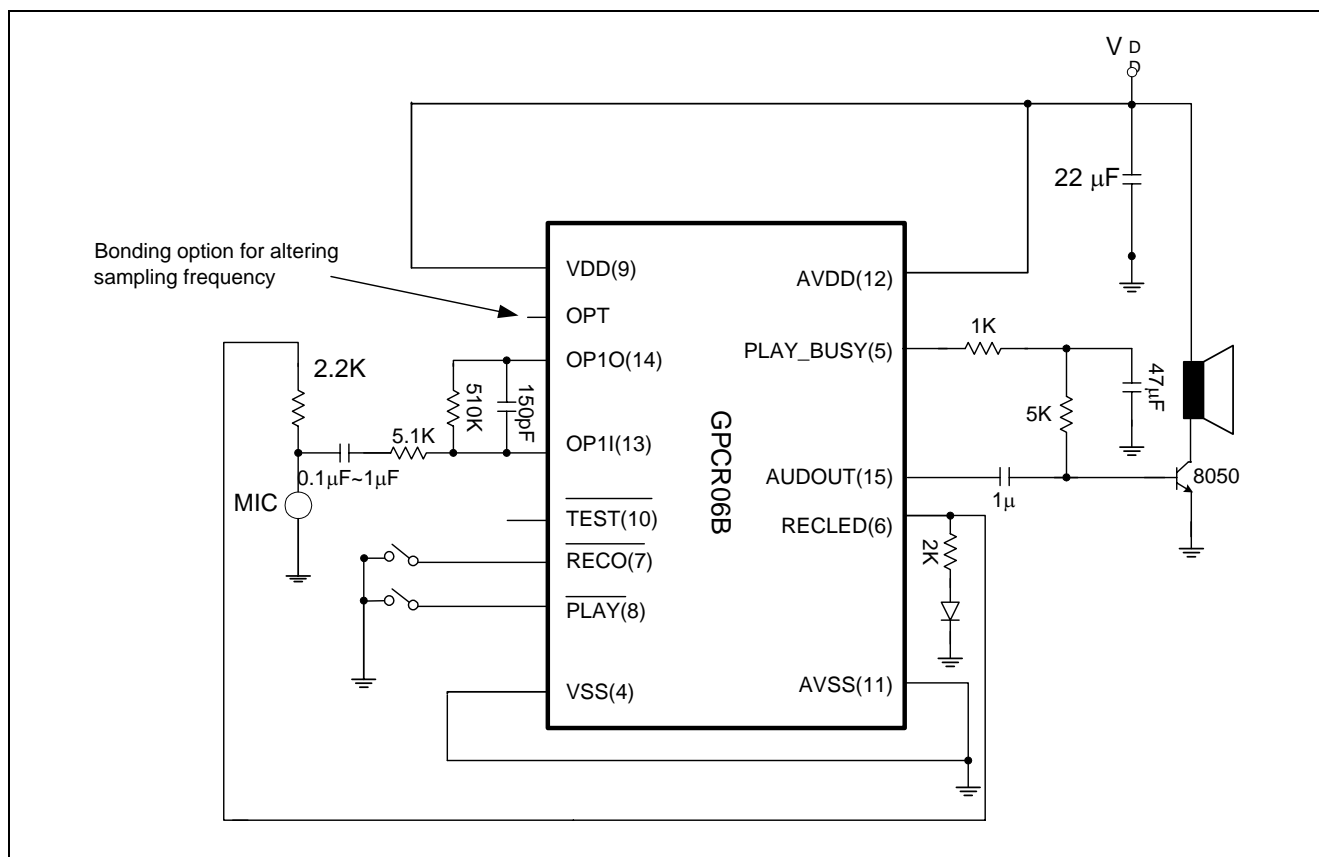 V DD
22 μF
Bonding option for altering
sampling frequency
VDD(9)
AVDD(12)
OPT
1K
PLAY_BUSY(5)
OP1O(14)
2.2K
510K
150pF
47μF
5K
GPCR06B
5.1K
OP1I(13)
0.1μF~1μF
AUDOUT(15)
8050
1μ
MIC
TEST(10)
RECLED(6)
2K
RECO(7)
PLAY(8)
VSS(4)
AVSS(11)